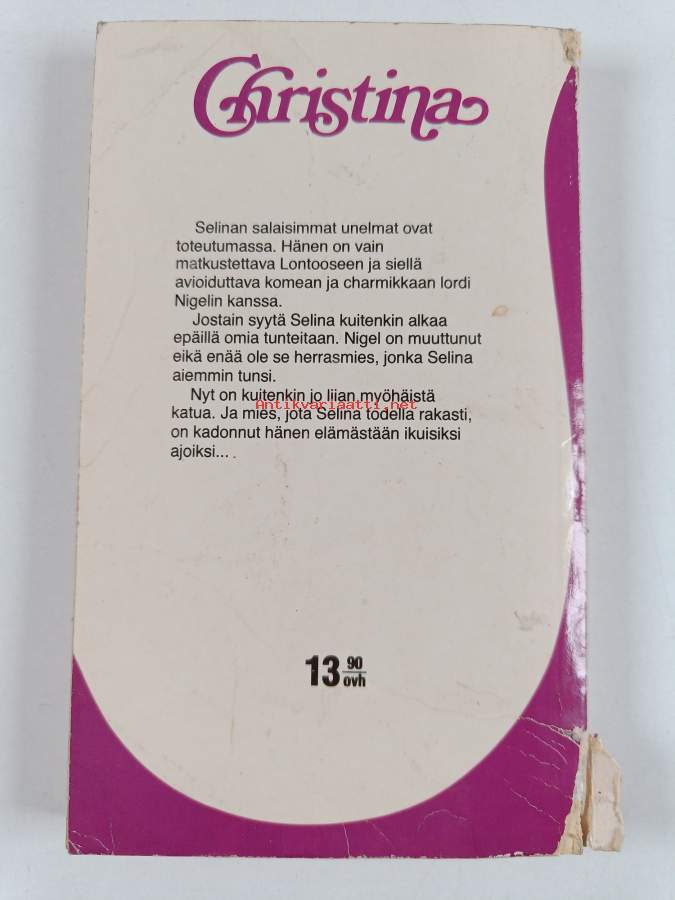 Christina
Selinan salaisimmat unelmat ovat
toteutumassa. Hänen on vain
matkustettava Lontooseen ja siellä
avioiduttava komean ja charmikkaan lordi
Nigelin kanssa.
Jostain syytä Selina kuitenkin alkaa
epäillä omia tunteitaan. Nigel on muuttunut
eikä enää ole se herrasmies, jonka Selina
aiemmin tunsi.
Nyt on kuitenkin jo liian myöhäistä
Antikvariaatti.net
katua. Ja mies, jota Selina todella rakasti,
on kadonnut hänen elämästään ikuisiksi
ajoiksi... .
13 90
ovh